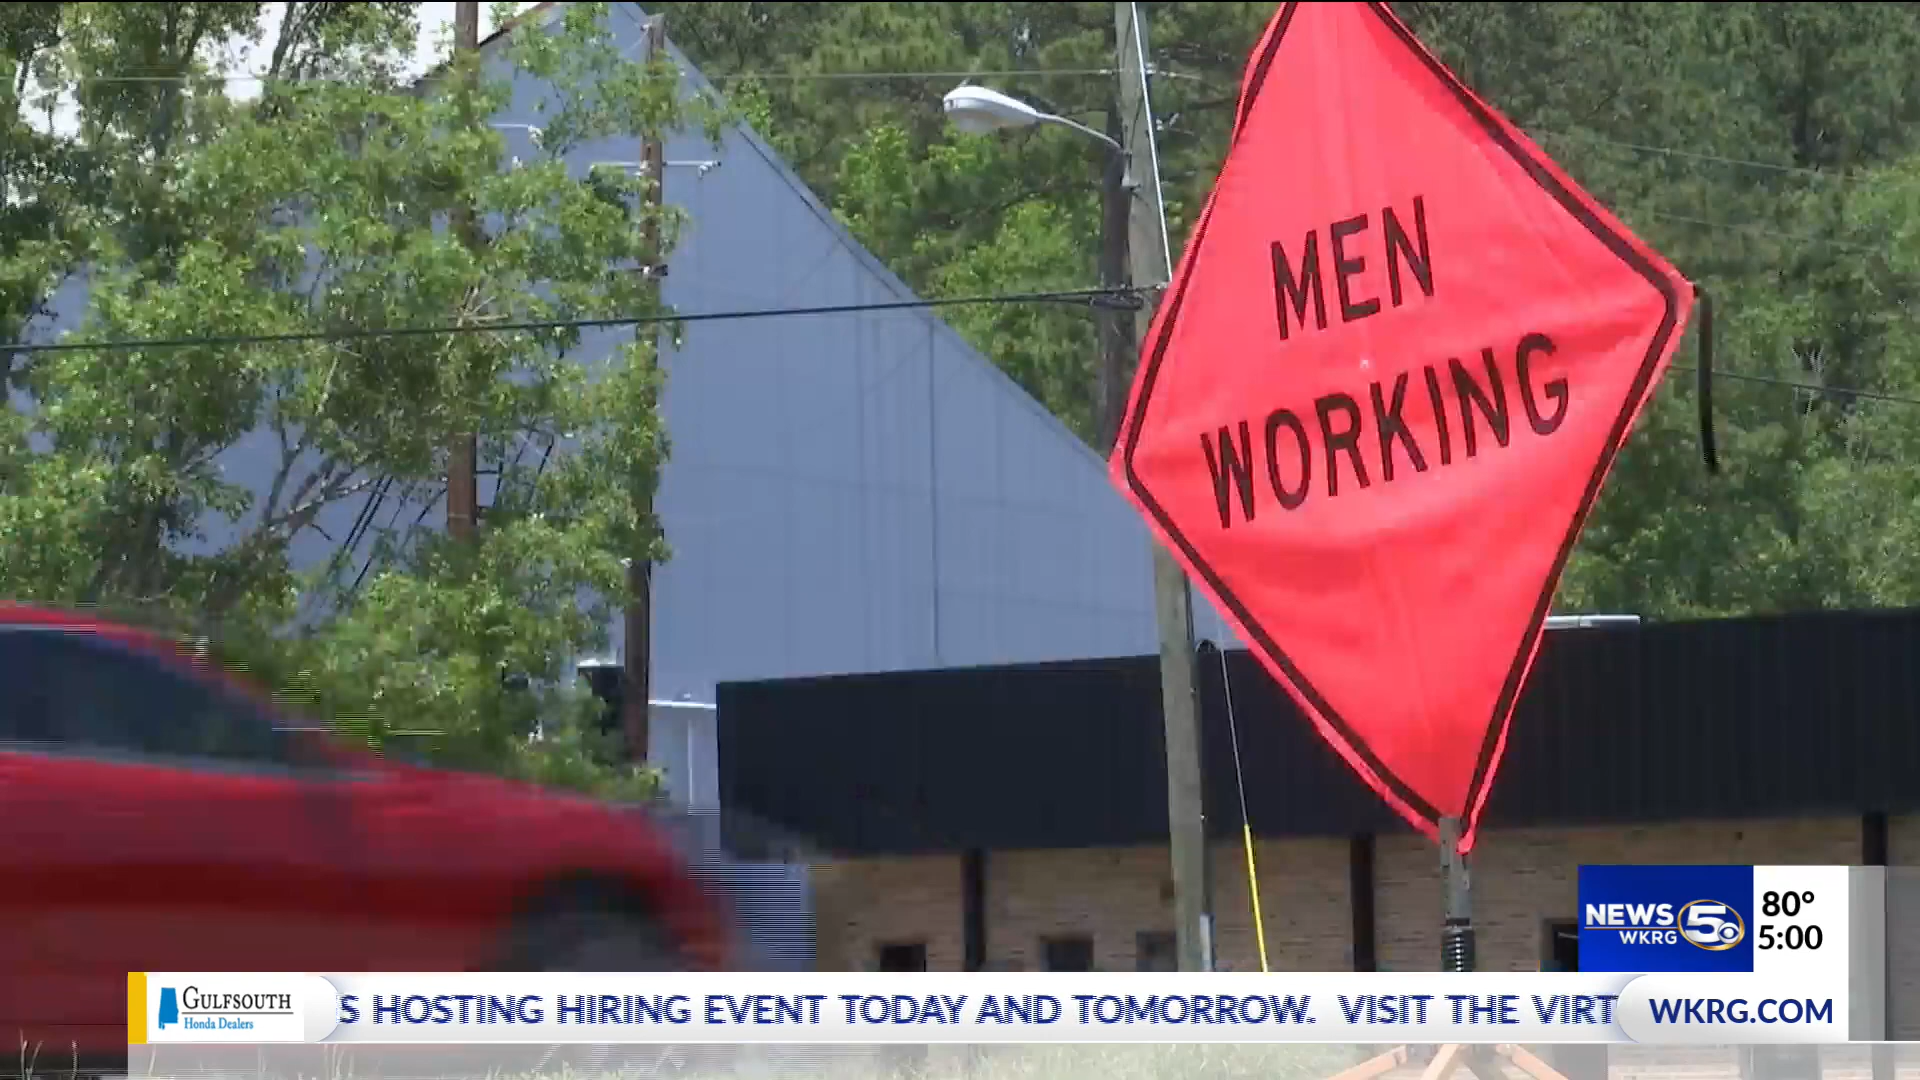 MEN
WORKING
NEWS 5
WKRG
80°
5:00
GULFSOUTH
Honda Dealers
S HOSTING HIRING EVENT TODAY AND TOMORROW. VISIT THE VIRT
WKRG.COM